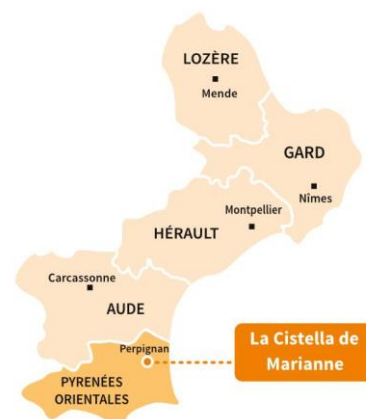 LOZÈRE
Mende
GARD
Nîmes
Montpellier
HÉRAULT
Carcassonne
AUDE
Perpignan
La Cistella de
Marianne
PYRENÉES
ORIENTALES